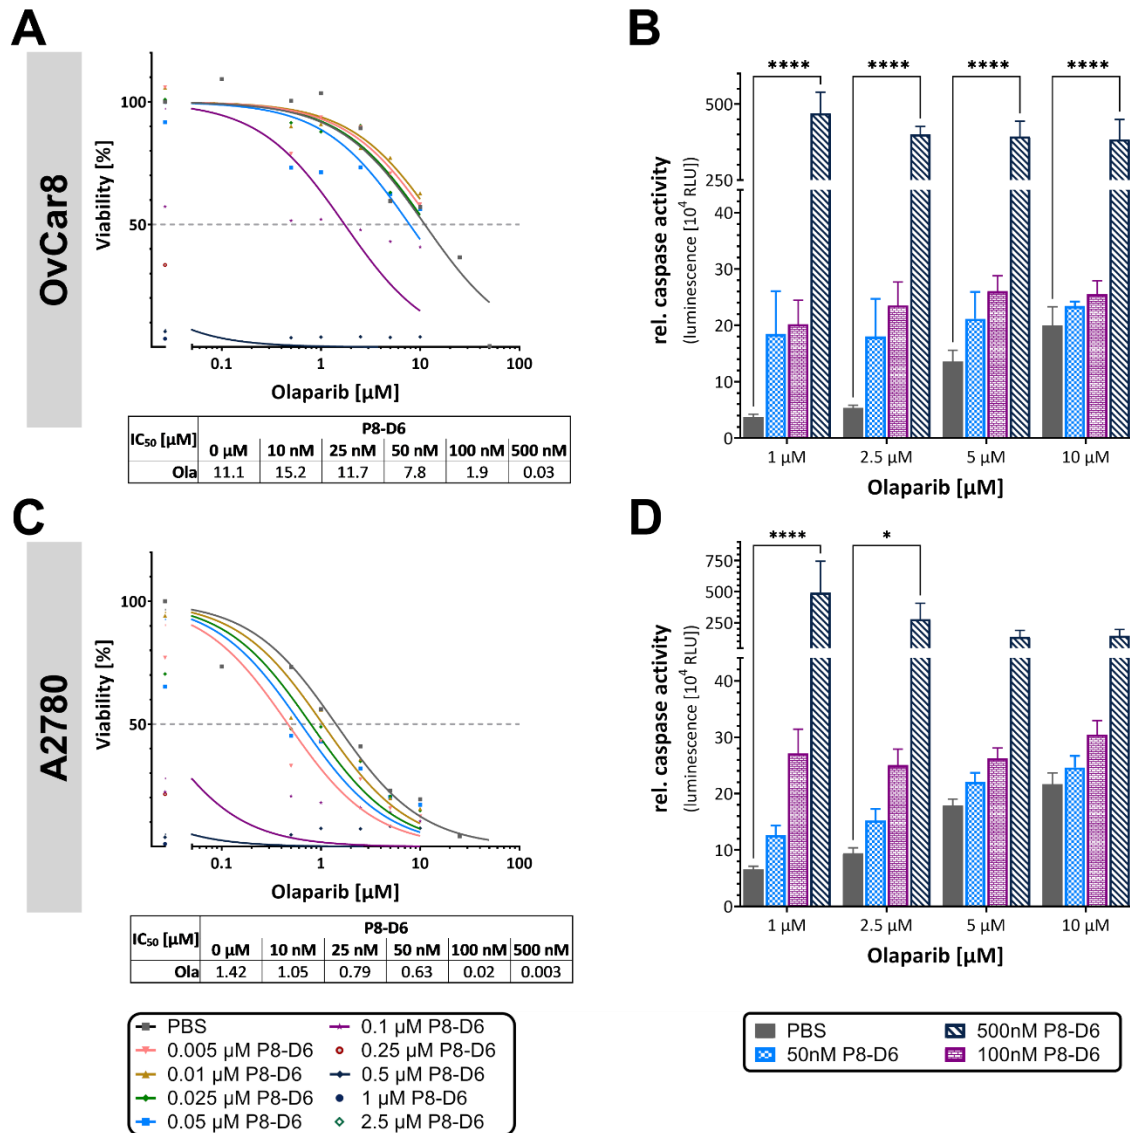 A
OvCar8
Viability [%]
100
50
0.1
1
10
100
Olaparib [µM]
IC50 [µM]
P8-D6
0 µM 10 nM 25 nM 50 nM 100 nM 500 nM
Ola 11.1 15.2 11.7 7.8 1.9 0.03
B
**** **** **** ****
rel. caspase activity
(luminescence [10⁴ RLU])
500
250
40
30
20
10
0
1 µM 2.5 µM 5 µM 10 µM
Olaparib [µM]
C
A2780
Viability [%]
100
50
0.1
1
10
100
Olaparib [µM]
IC50 [µM]
P8-D6
0 µM 10 nM 25 nM 50 nM 100 nM 500 nM
Ola 1.42 1.05 0.79 0.63 0.02 0.003
D
**** *
rel. caspase activity
(luminescence [10⁴ RLU])
750
500
250
40
30
20
10
0
1 µM 2.5 µM 5 µM 10 µM
Olaparib [µM]
PBS
0.005 µM P8-D6
0.01 µM P8-D6
0.025 µM P8-D6
0.05 µM P8-D6
0.1 µM P8-D6
0.25 µM P8-D6
0.5 µM P8-D6
1 µM P8-D6
2.5 µM P8-D6
PBS
50nM P8-D6
500nM P8-D6
100nM P8-D6